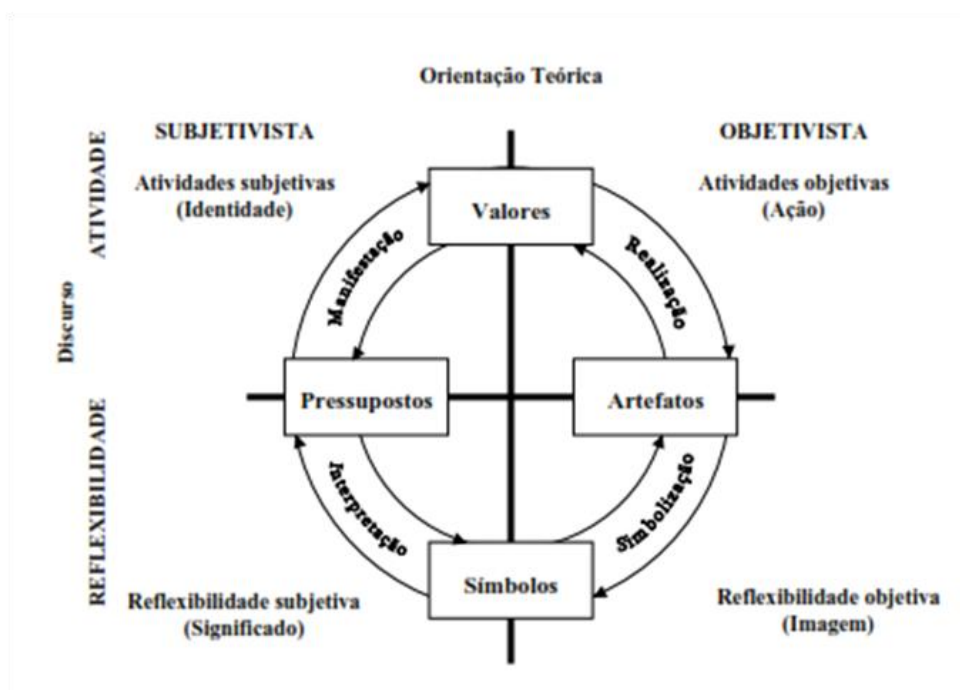 Orientação Teórica
SUBJETIVISTA
OBJETIVISTA
Atividades subjetivas
(Identidade)
Atividades objetivas
(Ação)
ATIVIDADE
Valores
Manifestação
Realização
Discurso
Pressupostos
Artefatos
REFLEXIBILIDADE
Interpretação
Simbolização
Símbolos
Reflexibilidade subjetiva
(Significado)
Reflexibilidade objetiva
(Imagem)